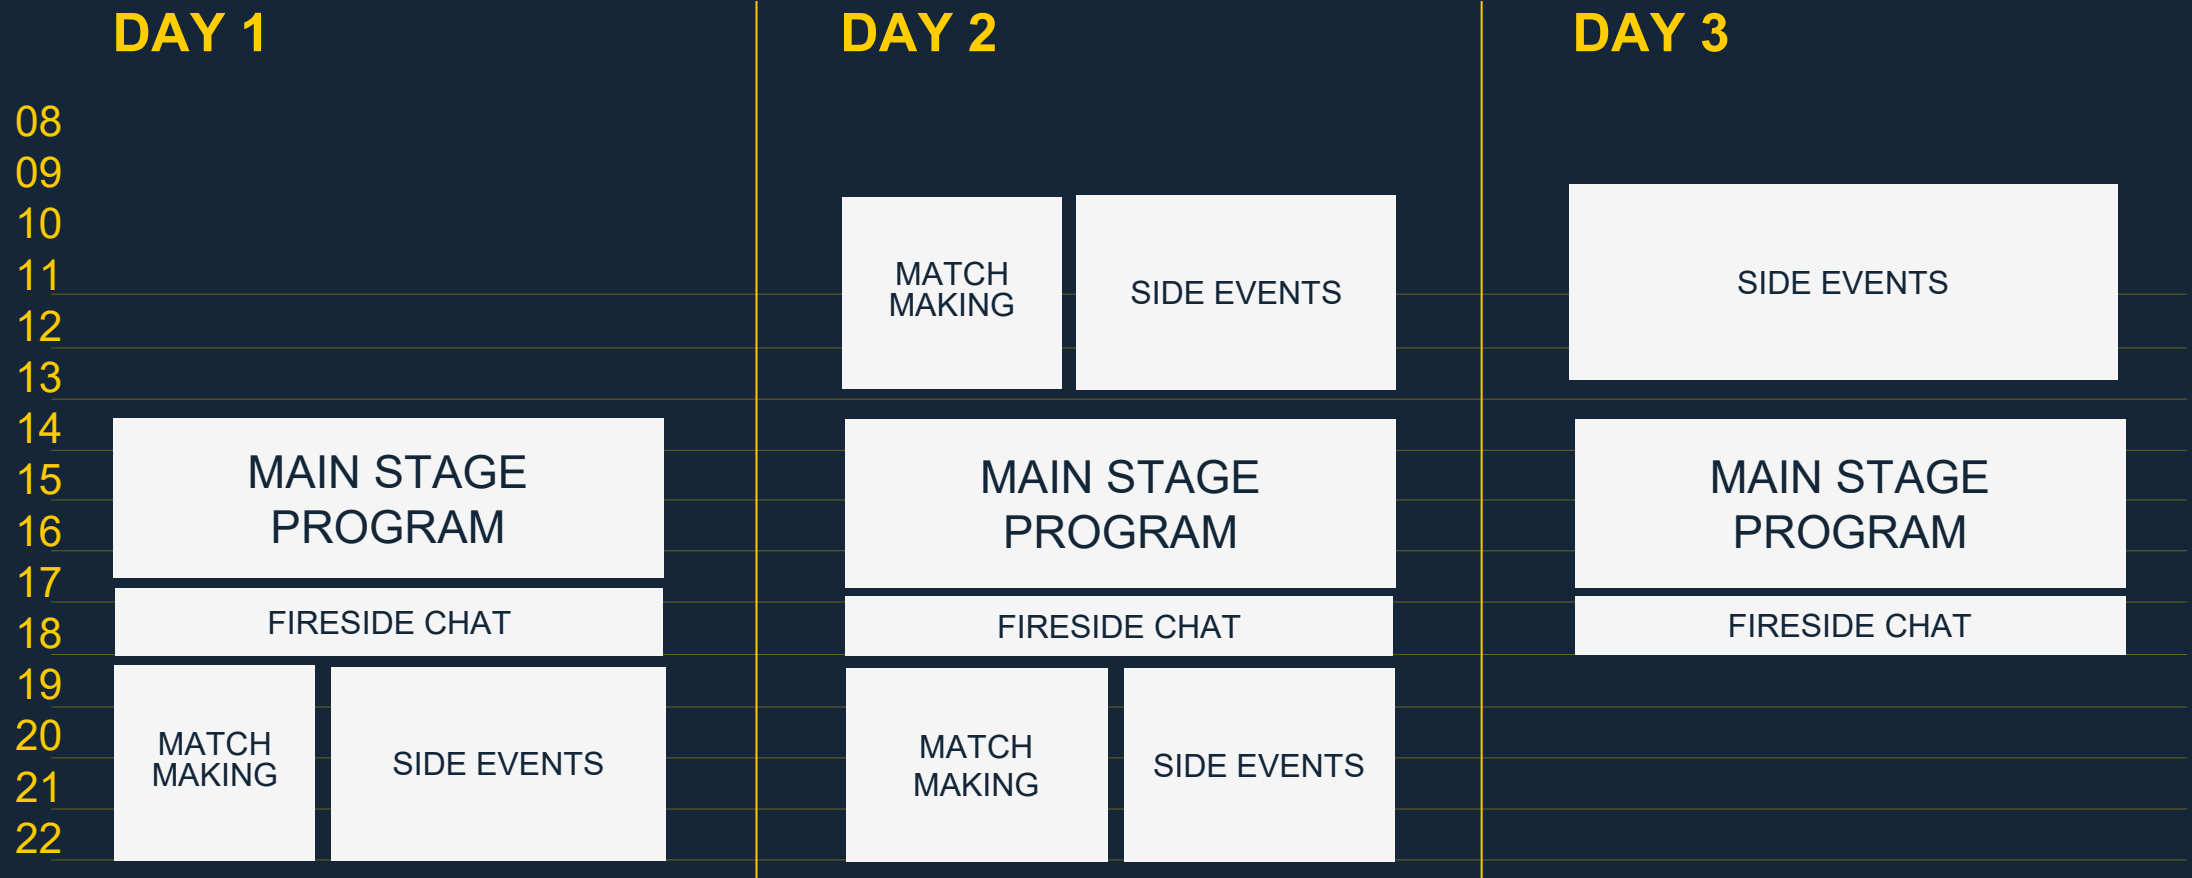 DAY 1
DAY 2
DAY 3
08
09
10
11
12
13
14
15
16
17
18
19
20
21
22
MAIN STAGE
PROGRAM
FIRESIDE CHAT
MATCH
MAKING
SIDE EVENTS
MATCH
MAKING
SIDE EVENTS
MAIN STAGE
PROGRAM
FIRESIDE CHAT
MATCH
MAKING
SIDE EVENTS
SIDE EVENTS
MAIN STAGE
PROGRAM
FIRESIDE CHAT